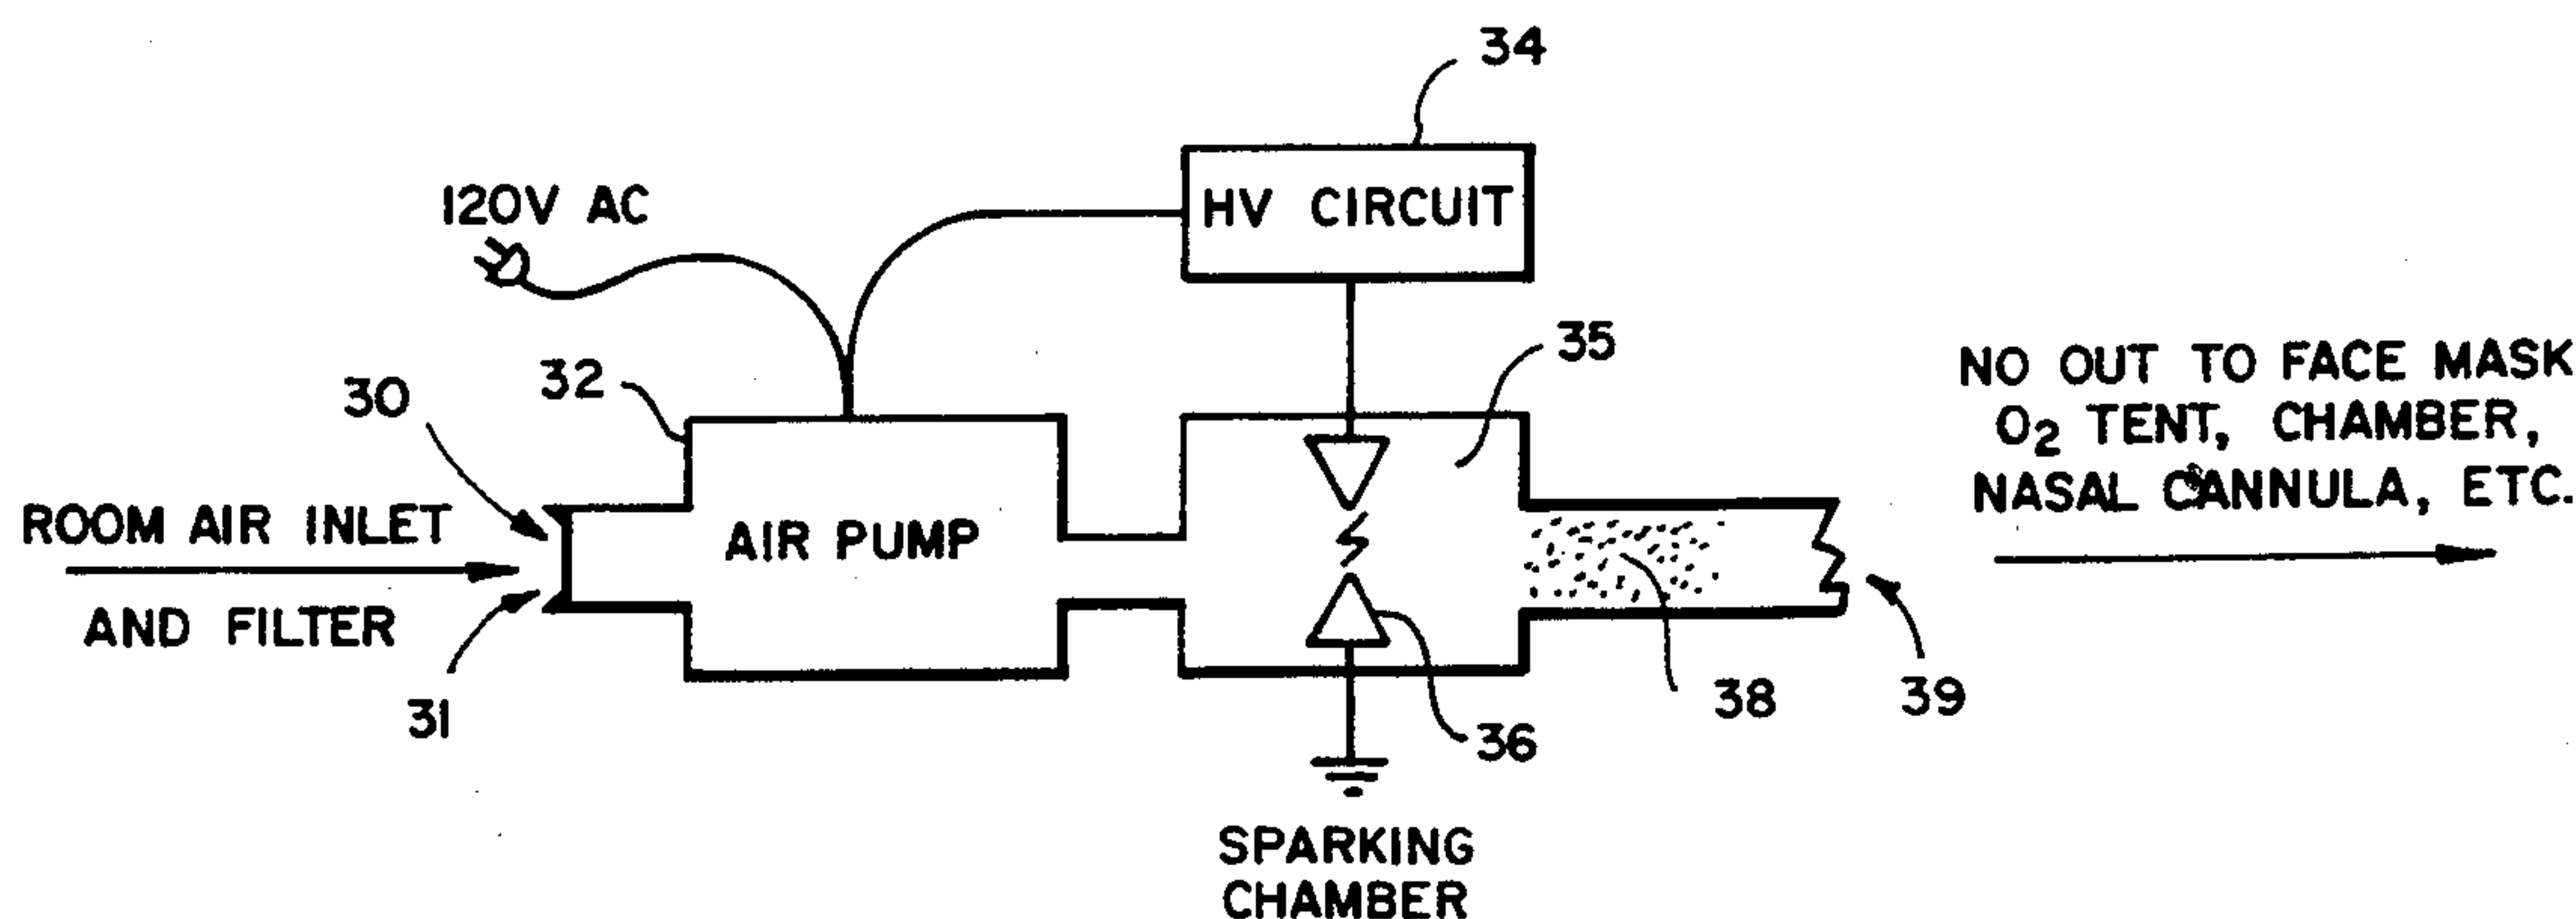 34
120V AC
HV CIRCUIT
35
32
30
NO OUT TO FACE MASK
O₂ TENT, CHAMBER,
NASAL CANNULA, ETC.
ROOM AIR INLET
AND FILTER
AIR PUMP
31
38
39
36
SPARKING
CHAMBER